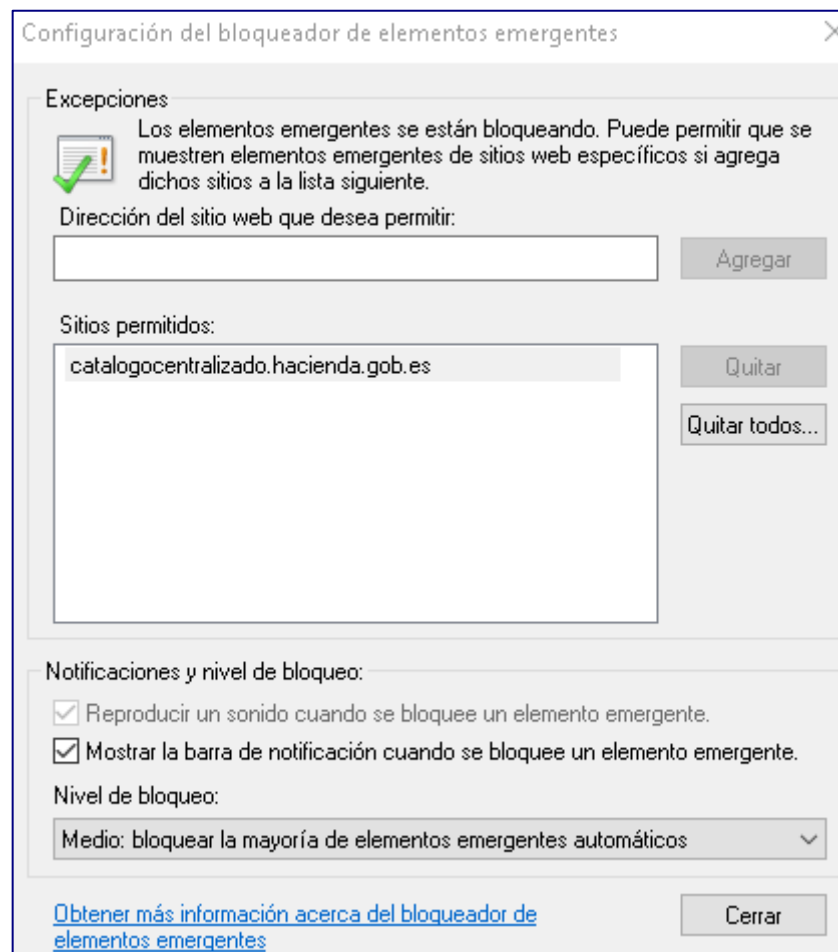 Configuración del bloqueador de elementos emergentes
Excepciones
Los elementos emergentes se están bloqueando. Puede permitir que se
muestren elementos emergentes de sitios web específicos si agrega
dichos sitios a la lista siguiente.
Dirección del sitio web que desea permitir:
Agregar
Sitios permitidos:
catalogocentralizado.hacienda.gob.es
Quitar
Quitar todos...
Notificaciones y nivel de bloqueo:
Reproducir un sonido cuando se bloquee un elemento emergente.
Mostrar la barra de notificación cuando se bloquee un elemento emergente.
Nivel de bloqueo:
Medio: bloquear la mayoría de elementos emergentes automáticos
Obtener más información acerca del bloqueador de
elementos emergentes
Cerrar